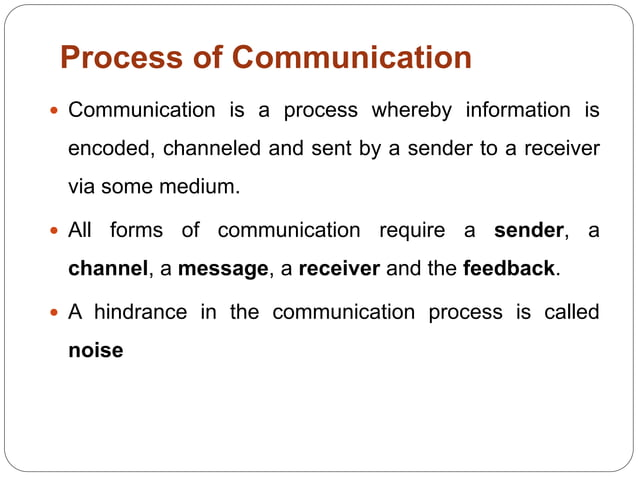 Process of Communication
• Communication is a process whereby information is
encoded, channeled and sent by a sender to a receiver
via some medium.
• All forms of communication require a sender, a
channel, a message, a receiver and the feedback.
• A hindrance in the communication process is called
noise